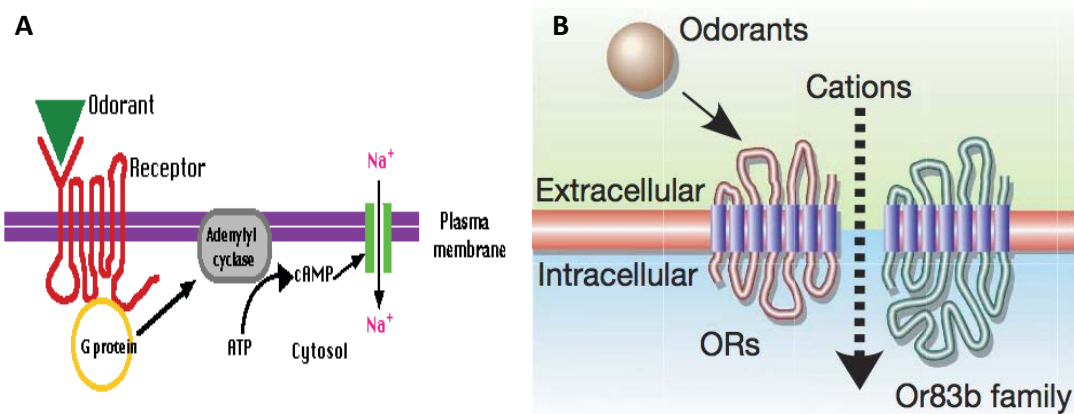 A
Odorant
Receptor
Na⁺
Adenylyl
cyclase
cAMP
Plasma
membrane
G protein
ATP
Cytosol
Na⁺
B
Odorants
Cations
Extracellular
Intracellular
ORs
Or83b family